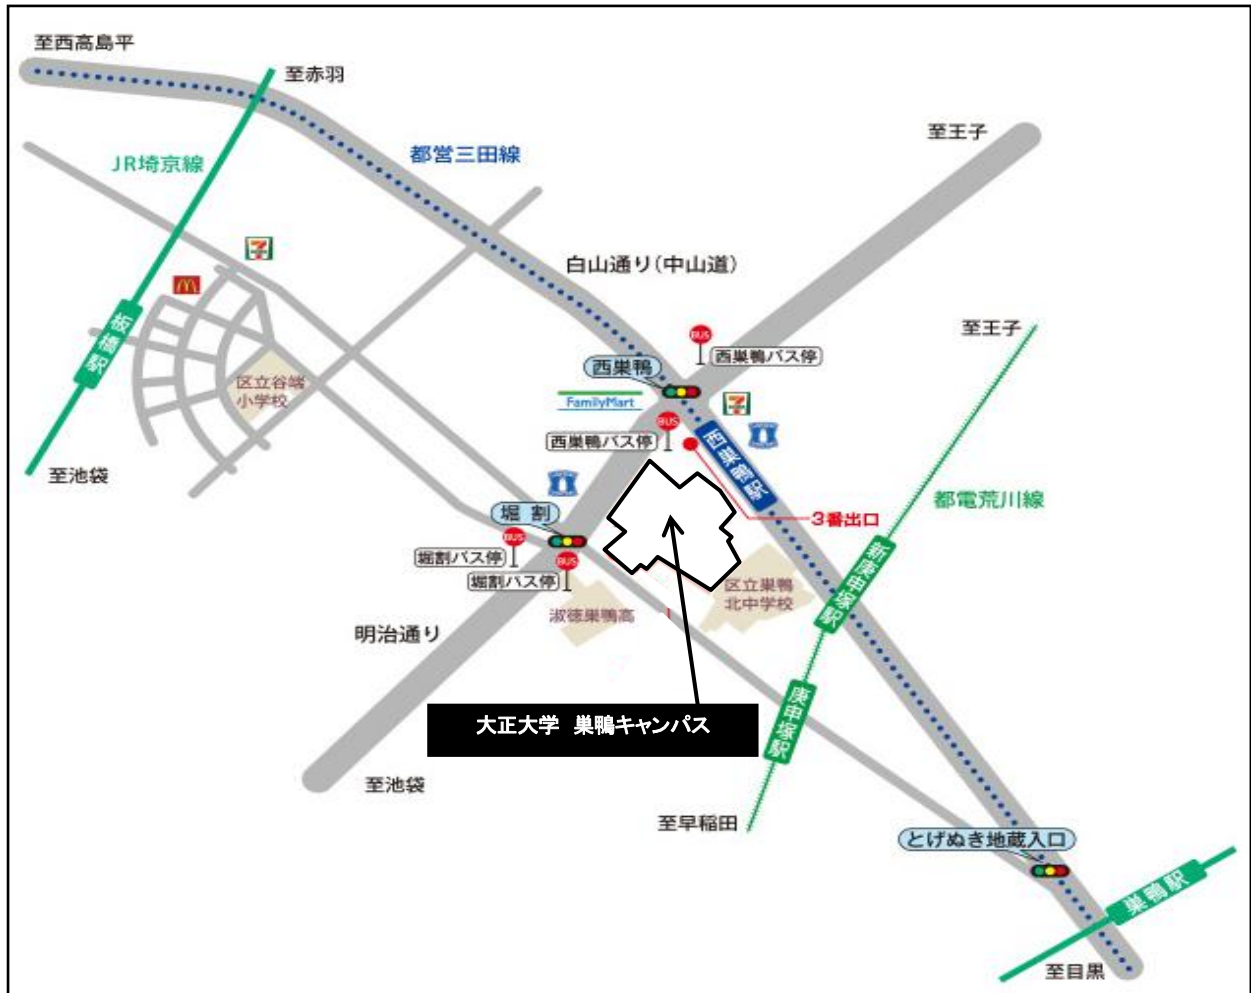 至西高島平
至赤羽
至王子
JR埼京線
都営三田線
白山通り(中山道)
至王子
板橋駅
西巣鴨
BUS
西巣鴨バス停
区立谷端
小学校
FamilyMart
BUS
西巣鴨バス停
西巣鴨駅
至池袋
都電荒川線
堀 割
3番出口
BUS
堀割バス停
BUS
堀割バス停
新庚申塚駅
区立巣鴨
北中学校
淑徳巣鴨高
明治通り
大正大学 巣鴨キャンパス
庚申塚駅
至池袋
至早稲田
とげぬき地蔵入口
巣鴨駅
至目黒